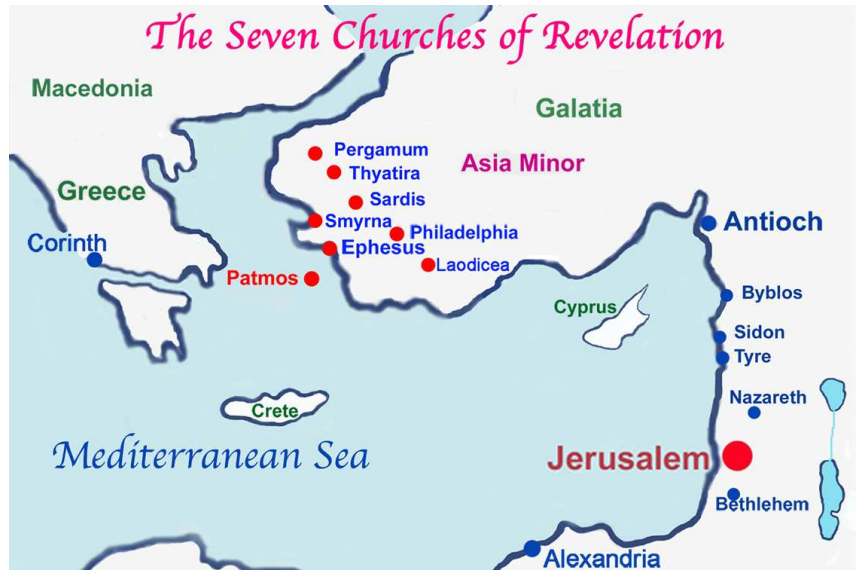 The Seven Churches of Revelation
Macedonia
Galatia
Pergamum
Asia Minor
Thyatira
Greece
Sardis
Smyrna
Antioch
Philadelphia
Corinth
Ephesus
Laodicea
Patmos
Byblos
Cyprus
Sidon
Tyre
Nazareth
Crete
Mediterranean Sea
Jerusalem
Bethlehem
Alexandria